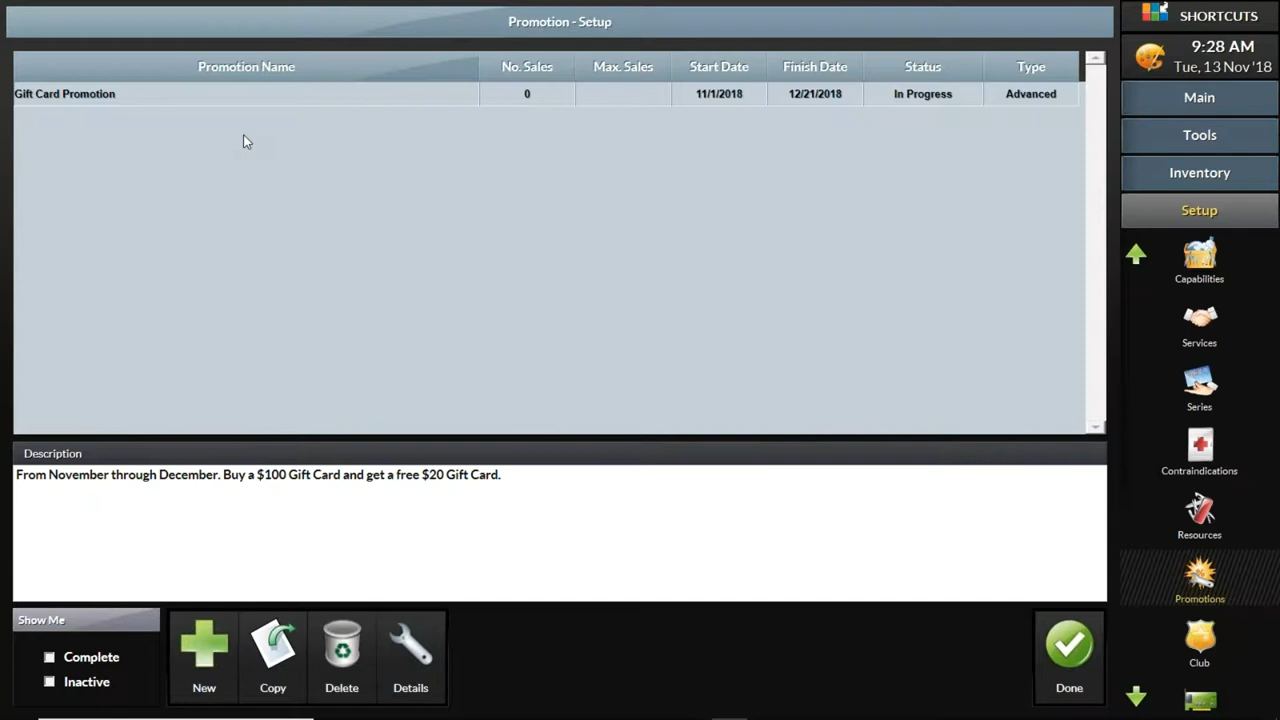 Promotion - Setup
SHORTCUTS
9:28 AM
Tue, 13 Nov '18
Promotion Name No. Sales Max. Sales Start Date Finish Date Status Type
Gift Card Promotion 0 11/1/2018 12/21/2018 In Progress Advanced
Main
Tools
Inventory
Setup
Capabilities
Services
Series
Contraindications
Resources
Promotions
Club
Description
From November through December. Buy a $100 Gift Card and get a free $20 Gift Card.
Show Me
Complete
Inactive
New
Copy
Delete
Details
Done